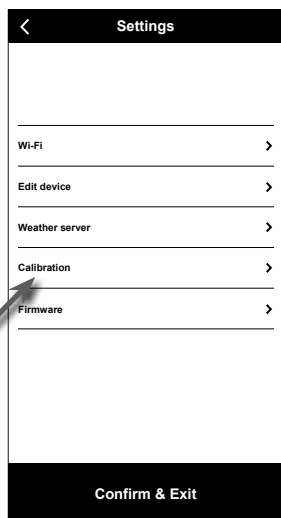 Settings
Wi-Fi
Edit device
Weather server
Calibration
Firmware
Confirm & Exit